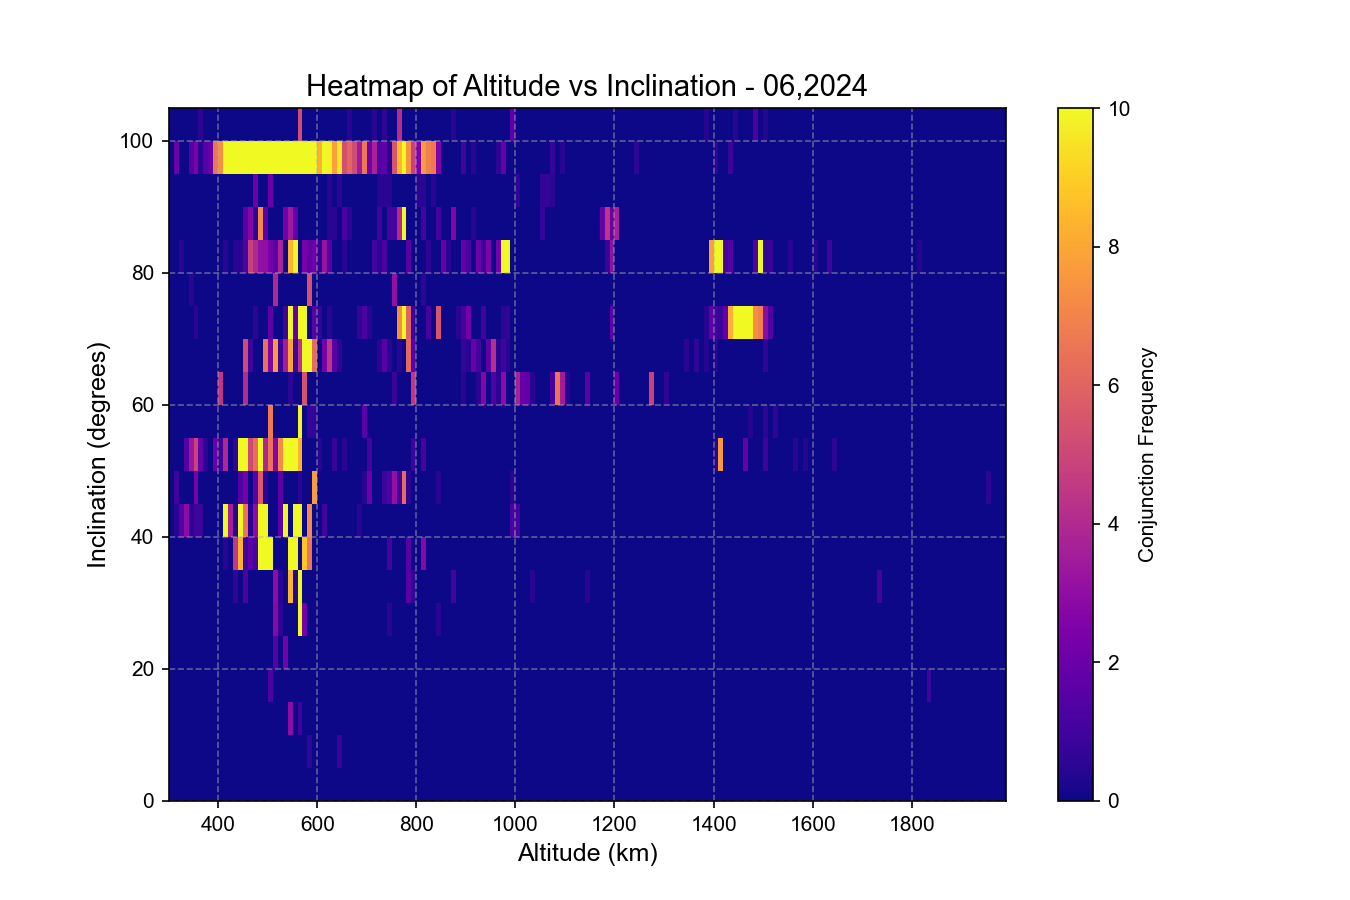 Heatmap of Altitude vs Inclination - 06,2024
100
80
60
40
20
0
Inclination (degrees)
400 600 800 1000 1200 1400 1600 1800
Altitude (km)
10
8
6
4
2
0
Conjunction Frequency